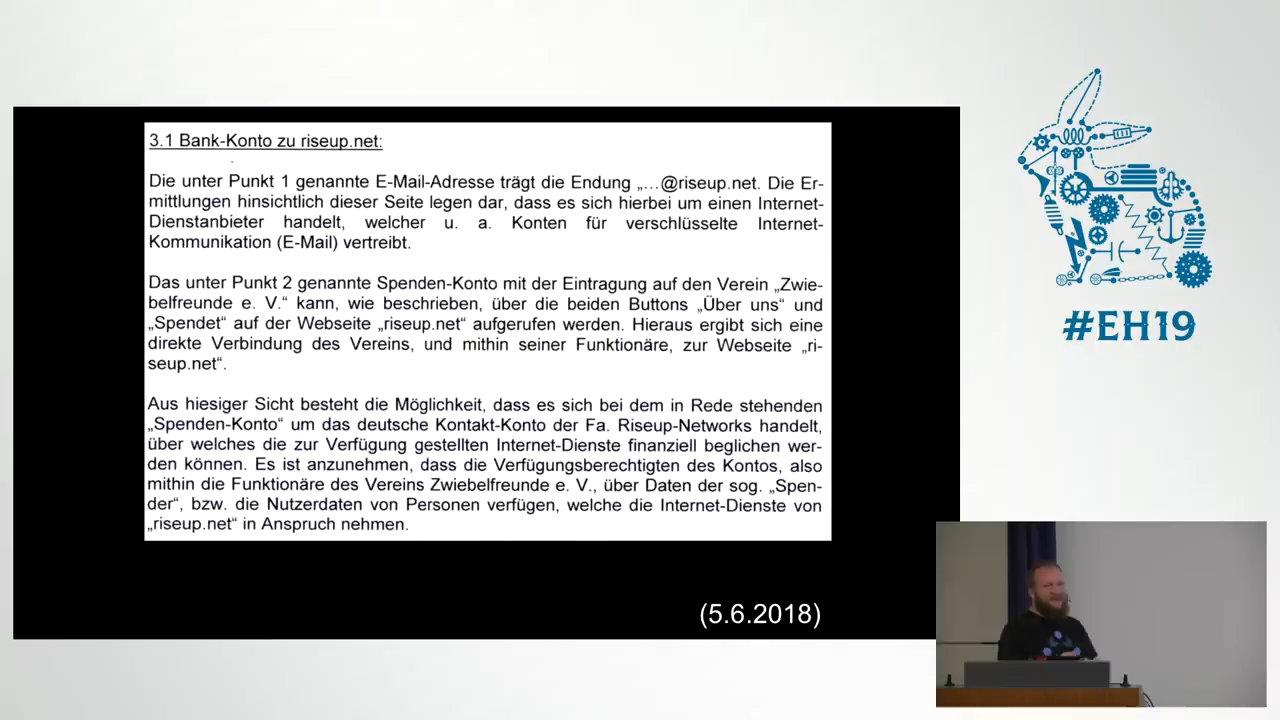 3.1 Bank-Konto zu riseup.net:
Die unter Punkt 1 genannte E-Mail-Adresse trägt die Endung „…@riseup.net. Die Er-
mittlungen hinsichtlich dieser Seite legen dar, dass es sich hierbei um einen Internet-
Dienstanbieter handelt, welcher u. a. Konten für verschlüsselte Internet-
Kommunikation (E-Mail) vertreibt.
Das unter Punkt 2 genannte Spenden-Konto mit der Eintragung auf den Verein „Zwie-
belfreunde e. V.“ kann, wie beschrieben, über die beiden Buttons „Über uns“ und
„Spendet“ auf der Webseite „riseup.net“ aufgerufen werden. Hieraus ergibt sich eine
direkte Verbindung des Vereins, und mithin seiner Funktionäre, zur Webseite „ri-
seup.net“.
Aus hiesiger Sicht besteht die Möglichkeit, dass es sich bei dem in Rede stehenden
„Spenden-Konto“ um das deutsche Kontakt-Konto der Fa. Riseup-Networks handelt,
über welches die zur Verfügung gestellten Internet-Dienste finanziell beglichen wer-
den können. Es ist anzunehmen, dass die Verfügungsberechtigten des Kontos, also
mithin die Funktionäre des Vereins Zwiebelfreunde e. V., über Daten der sog. „Spen-
der“, bzw. die Nutzerdaten von Personen verfügen, welche die Internet-Dienste von
„riseup.net“ in Anspruch nehmen.
(5.6.2018)
#EH19